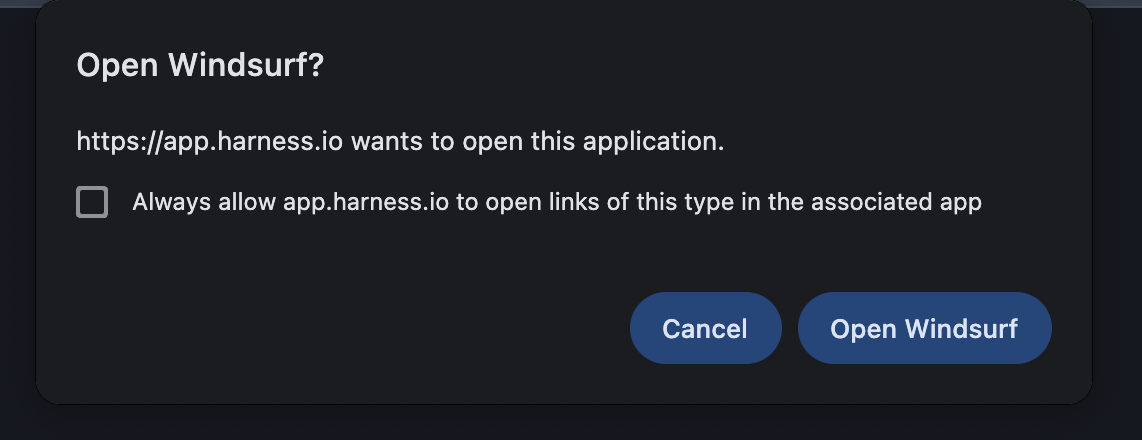 Open Windsurf?
https://app.harness.io wants to open this application.
Always allow app.harness.io to open links of this type in the associated app
Cancel
Open Windsurf